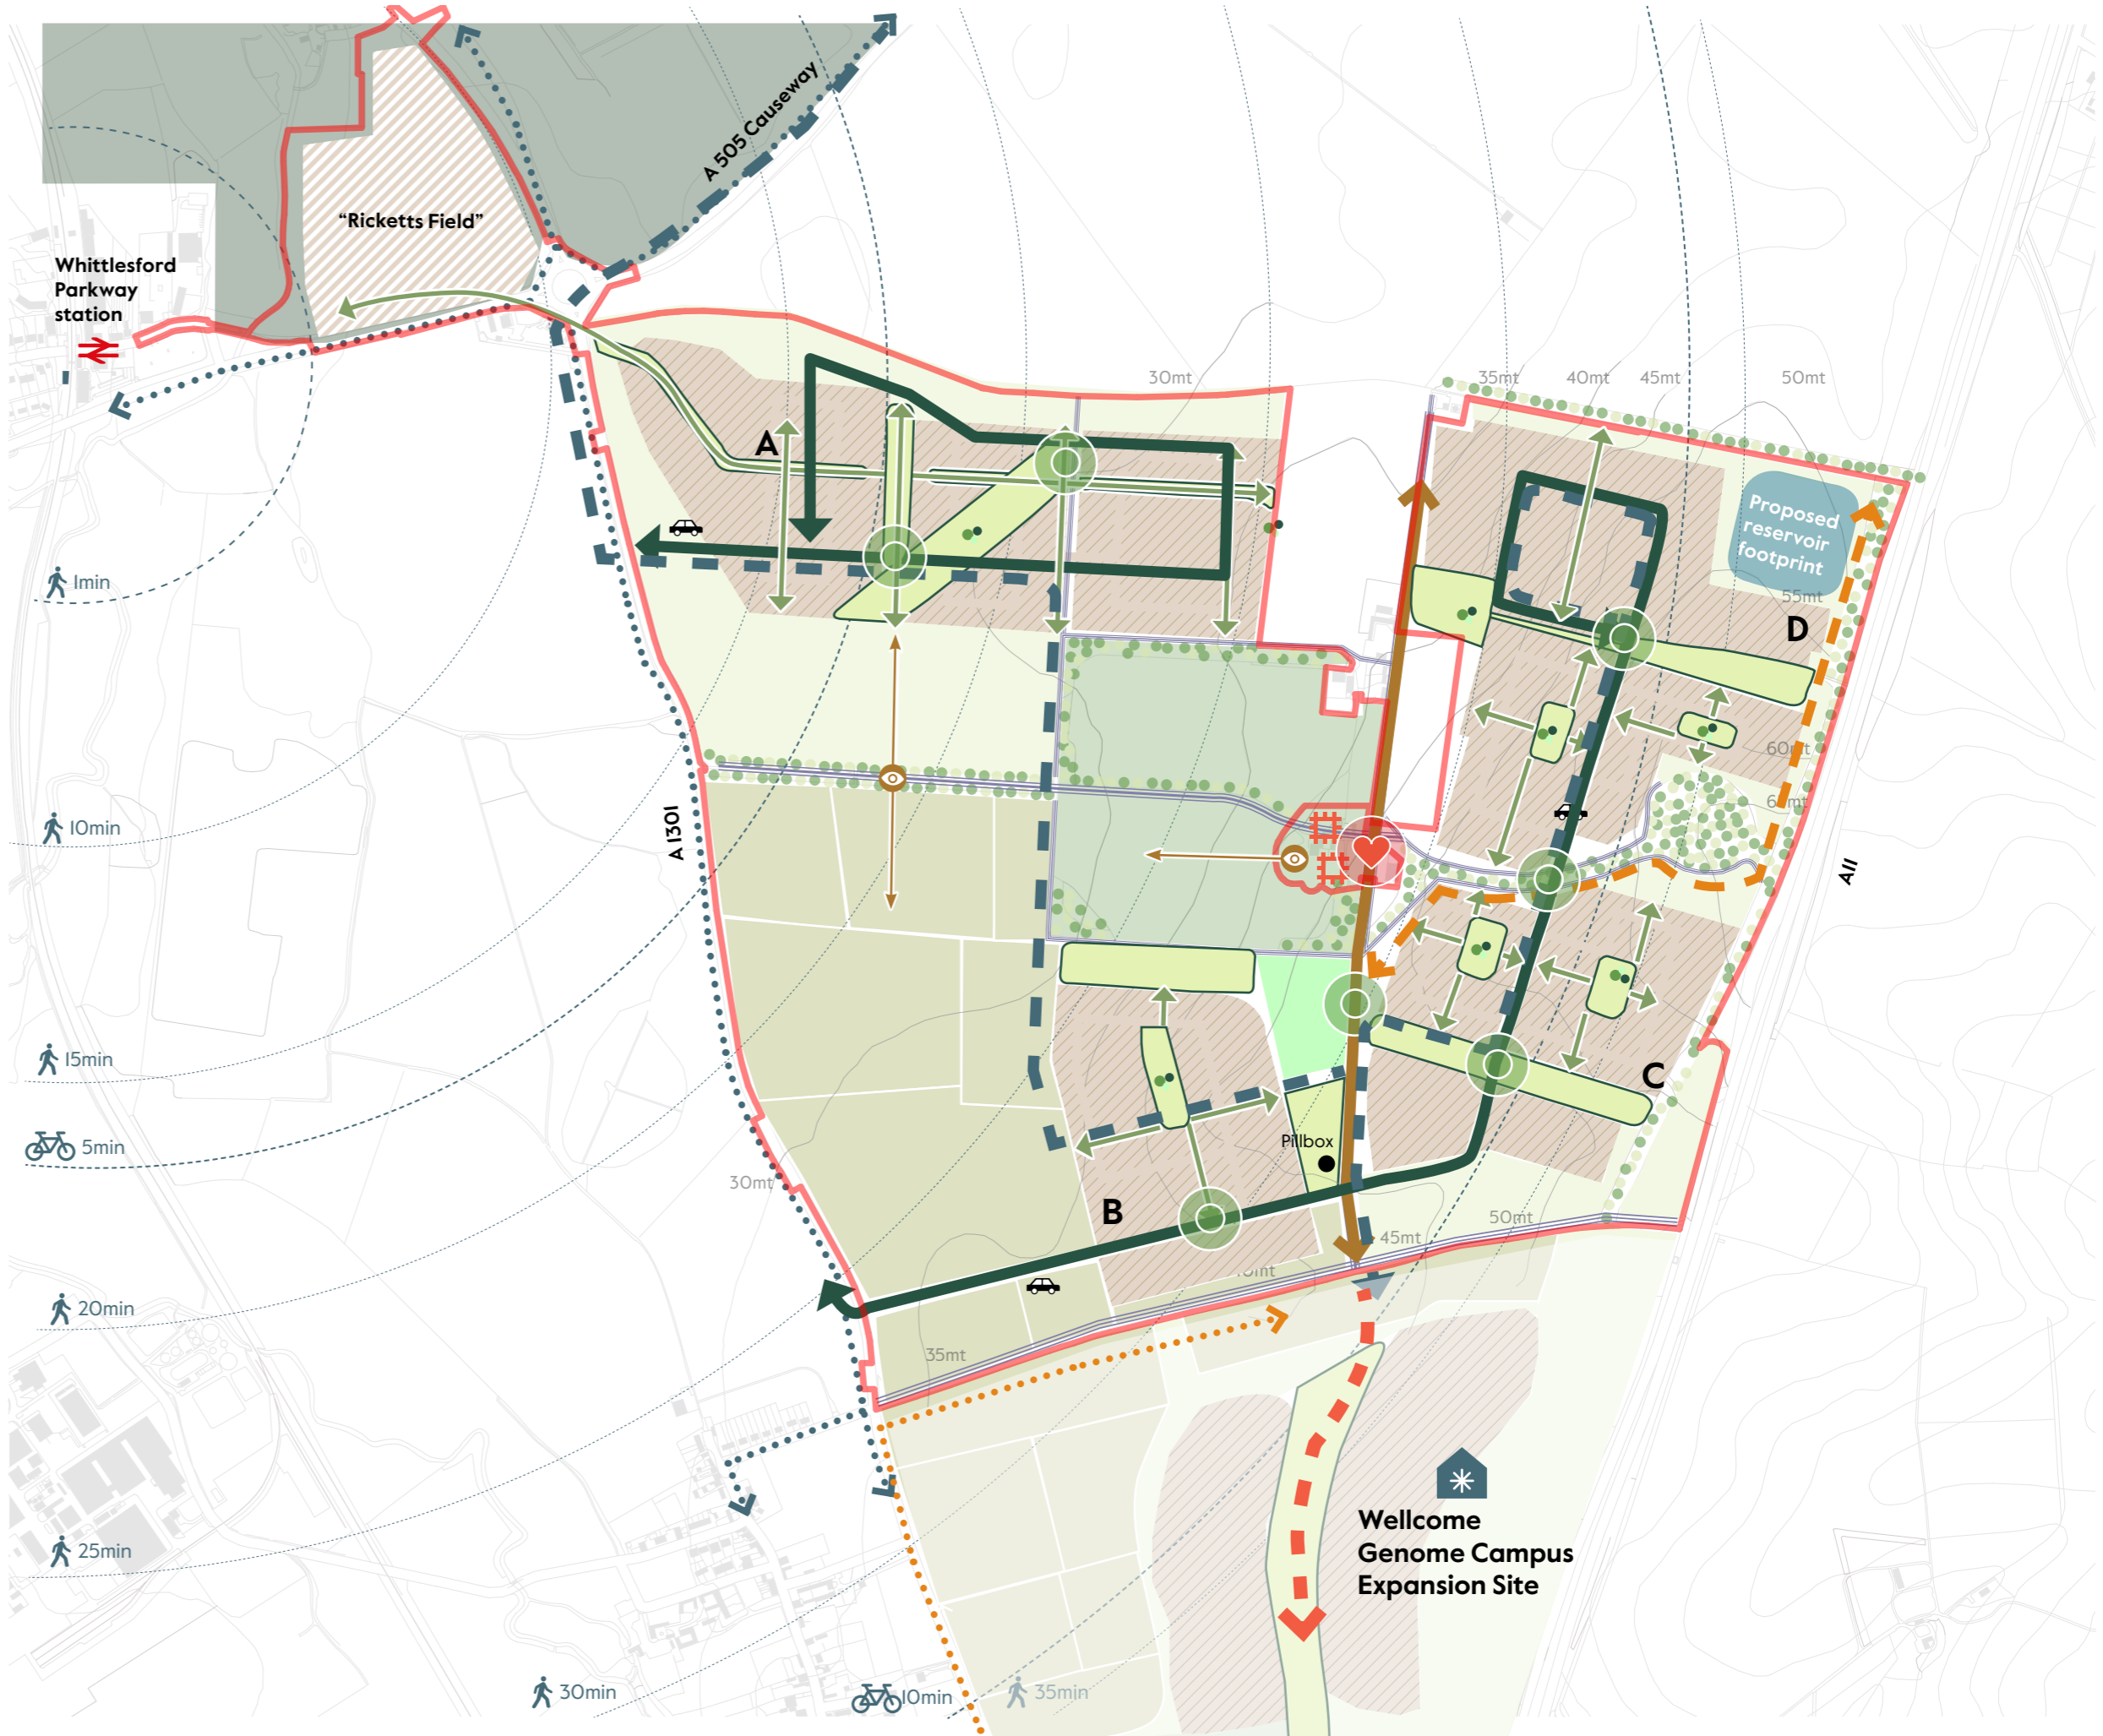 A 505 Causeway
“Ricketts Field”
Whittlesford
Parkway
station
30mt
35mt
40mt
45mt
50mt
A
Proposed
reservoir
footprint
1min
55mt
D
60mt
10min
A 1301
A11
15min
C
5min
Pillbox
30mt
B
50mt
45mt
20min
35mt
Wellcome
Genome Campus
Expansion Site
25min
30min
10min
35min